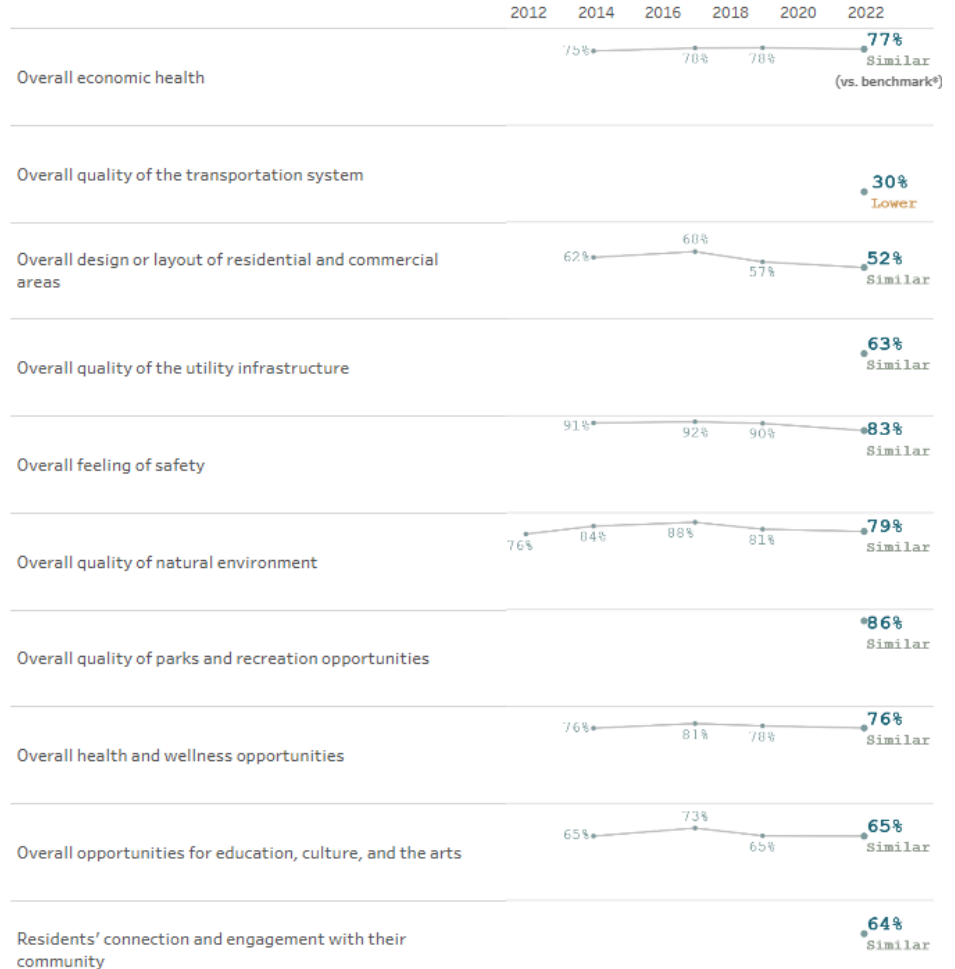 2012 2014 2016 2018 2020 2022
Overall economic health
75% 78% 78% 77%
Similar
(vs. benchmark*)
Overall quality of the transportation system
30%
Lower
Overall design or layout of residential and commercial
areas
62% 68% 57% 52%
Similar
Overall quality of the utility infrastructure
63%
Similar
Overall feeling of safety
91% 92% 90% 83%
Similar
Overall quality of natural environment
76% 84% 88% 81% 79%
Similar
Overall quality of parks and recreation opportunities
86%
Similar
Overall health and wellness opportunities
76% 81% 78% 76%
Similar
Overall opportunities for education, culture, and the arts
65% 73% 65% 65%
Similar
Residents' connection and engagement with their
community
64%
Similar